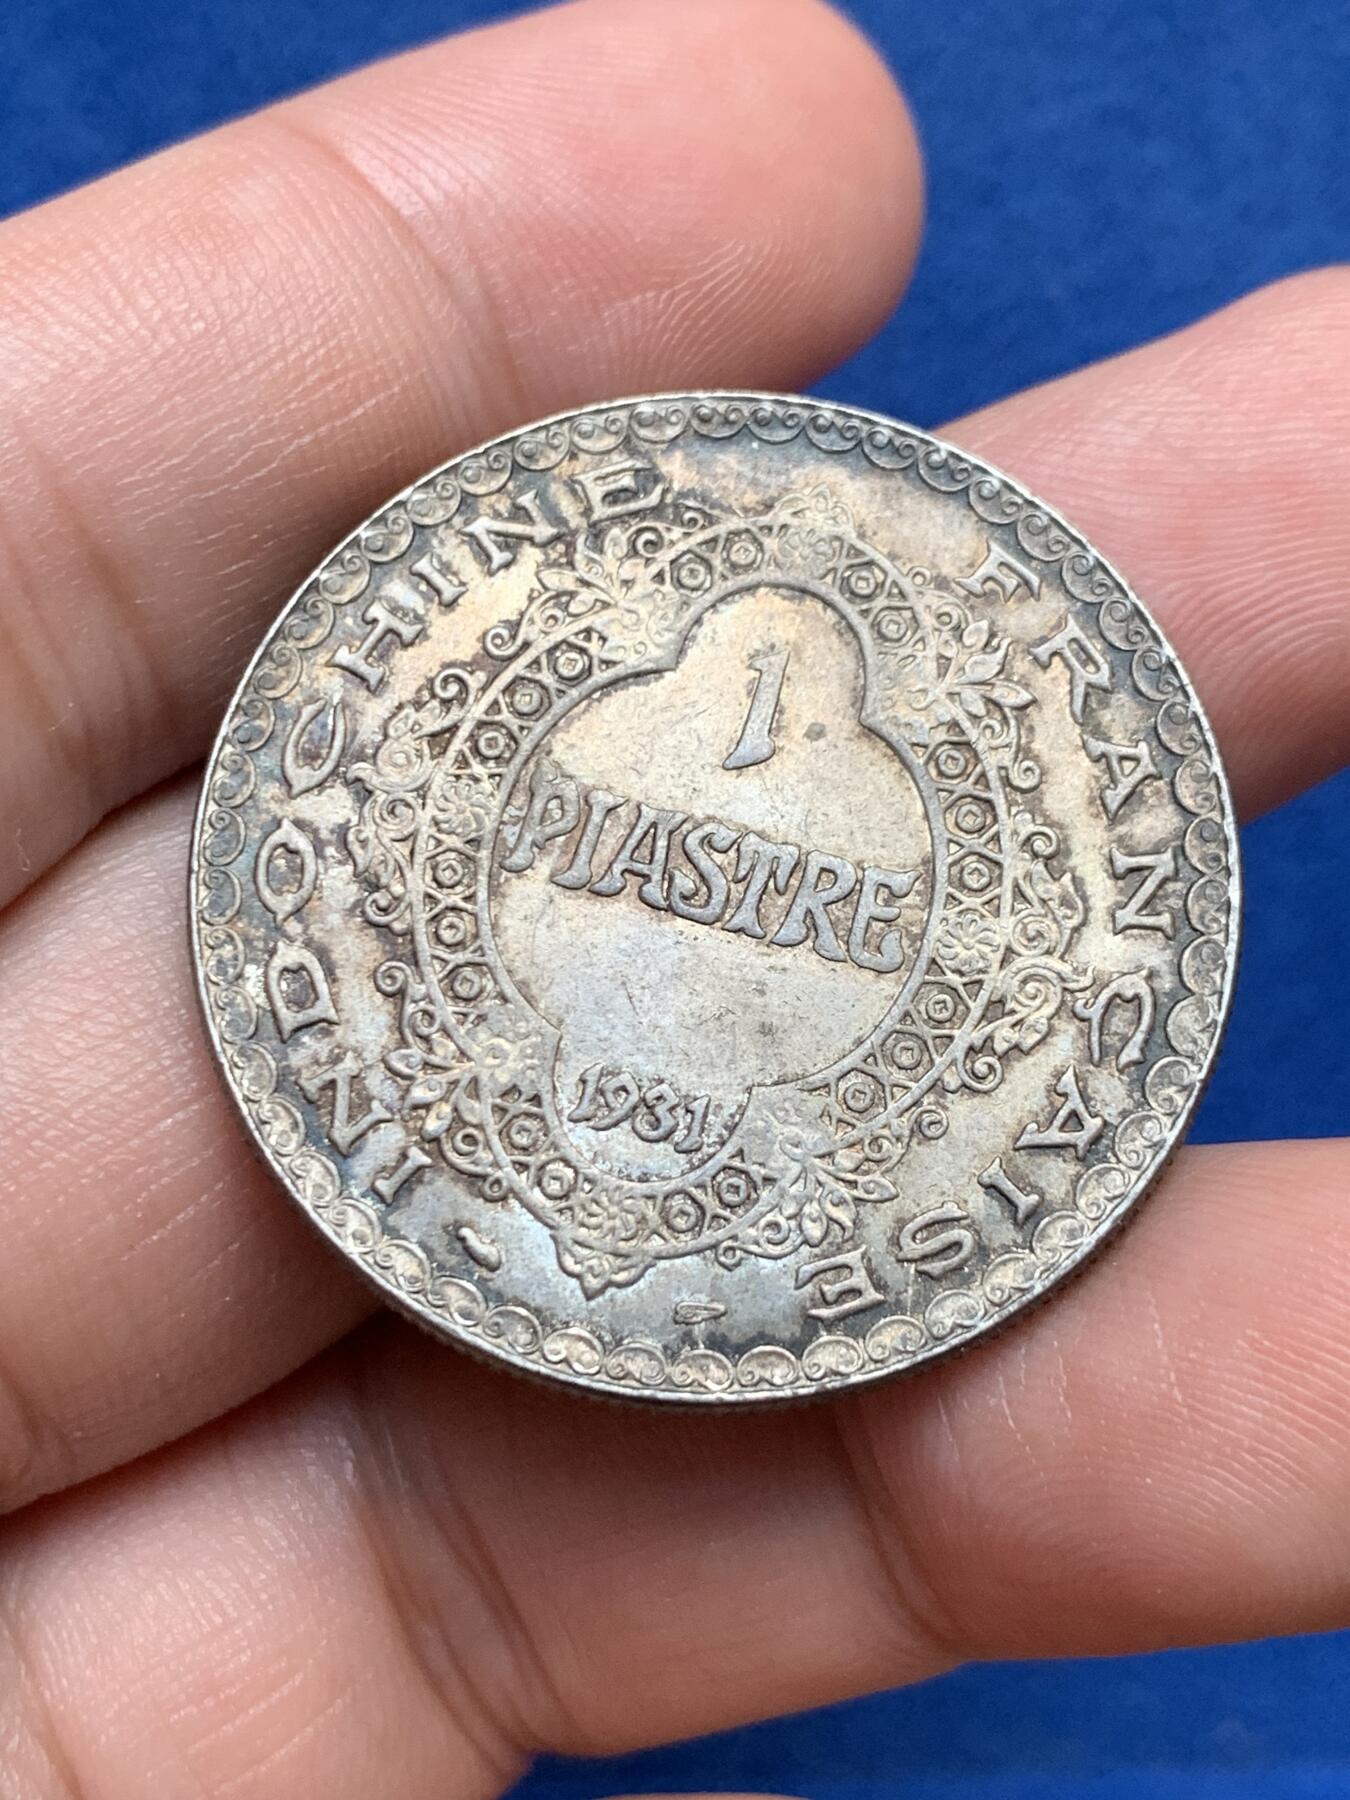 INDOCHINE FRANÇAISE
1
PIASTRE
1931